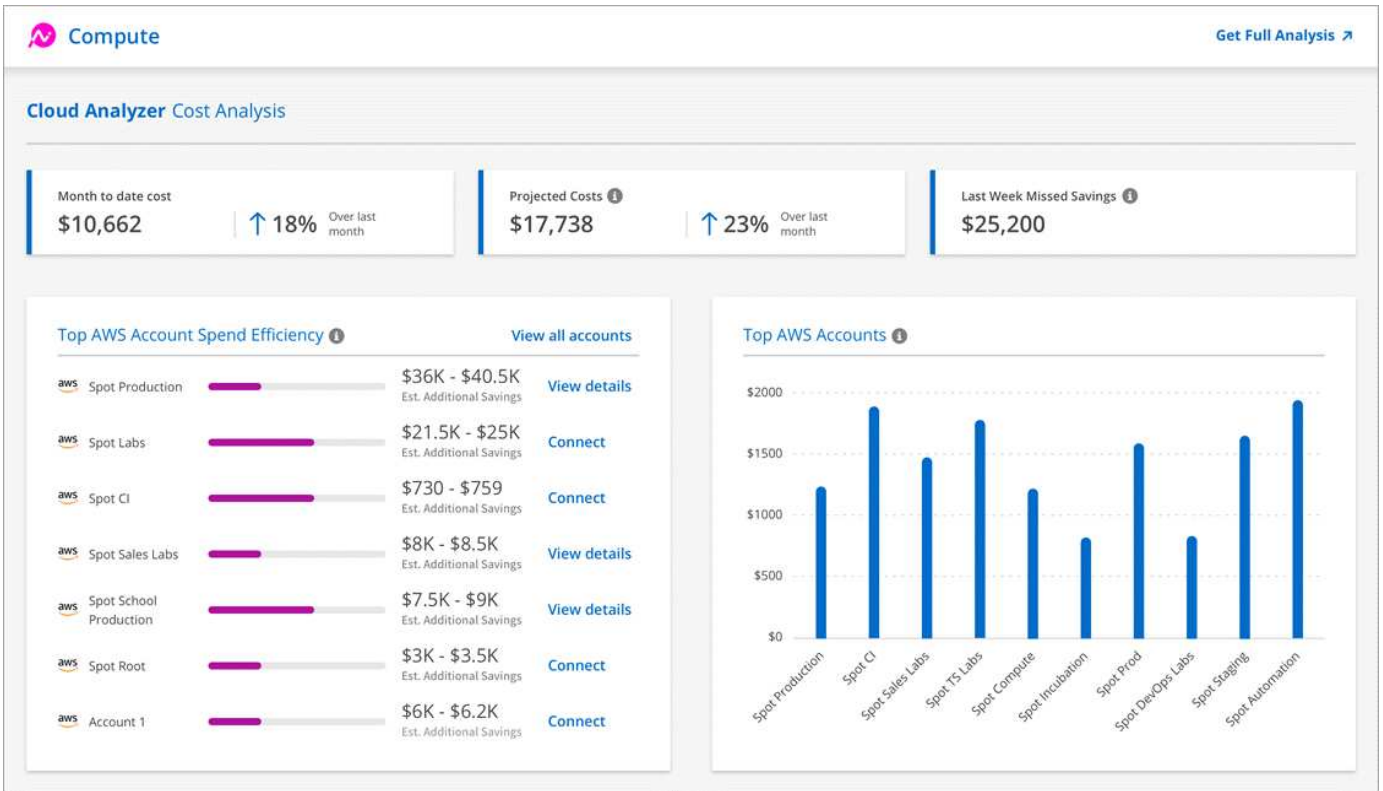 Compute
Get Full Analysis
Cloud Analyzer Cost Analysis
Month to date cost
$10,662
18%
Over last
month
Projected Costs
$17,738
23%
Over last
month
Last Week Missed Savings
$25,200
Top AWS Account Spend Efficiency
View all accounts
aws Spot Production
$36K - $40.5K
Est. Additional Savings
View details
aws Spot Labs
$21.5K - $25K
Est. Additional Savings
Connect
aws Spot CI
$730 - $759
Est. Additional Savings
Connect
aws Spot Sales Labs
$8K - $8.5K
Est. Additional Savings
View details
aws Spot School
Production
$7.5K - $9K
Est. Additional Savings
View details
aws Spot Root
$3K - $3.5K
Est. Additional Savings
Connect
aws Account 1
$6K - $6.2K
Est. Additional Savings
Connect
Top AWS Accounts
$2000
$1500
$1000
$500
$0
Spot Production
Spot CI
Spot Sales Labs
Spot TS Labs
Spot Compute
Spot Incubation
Spot Prod
Spot DevOps Labs
Spot Staging
Spot Automation